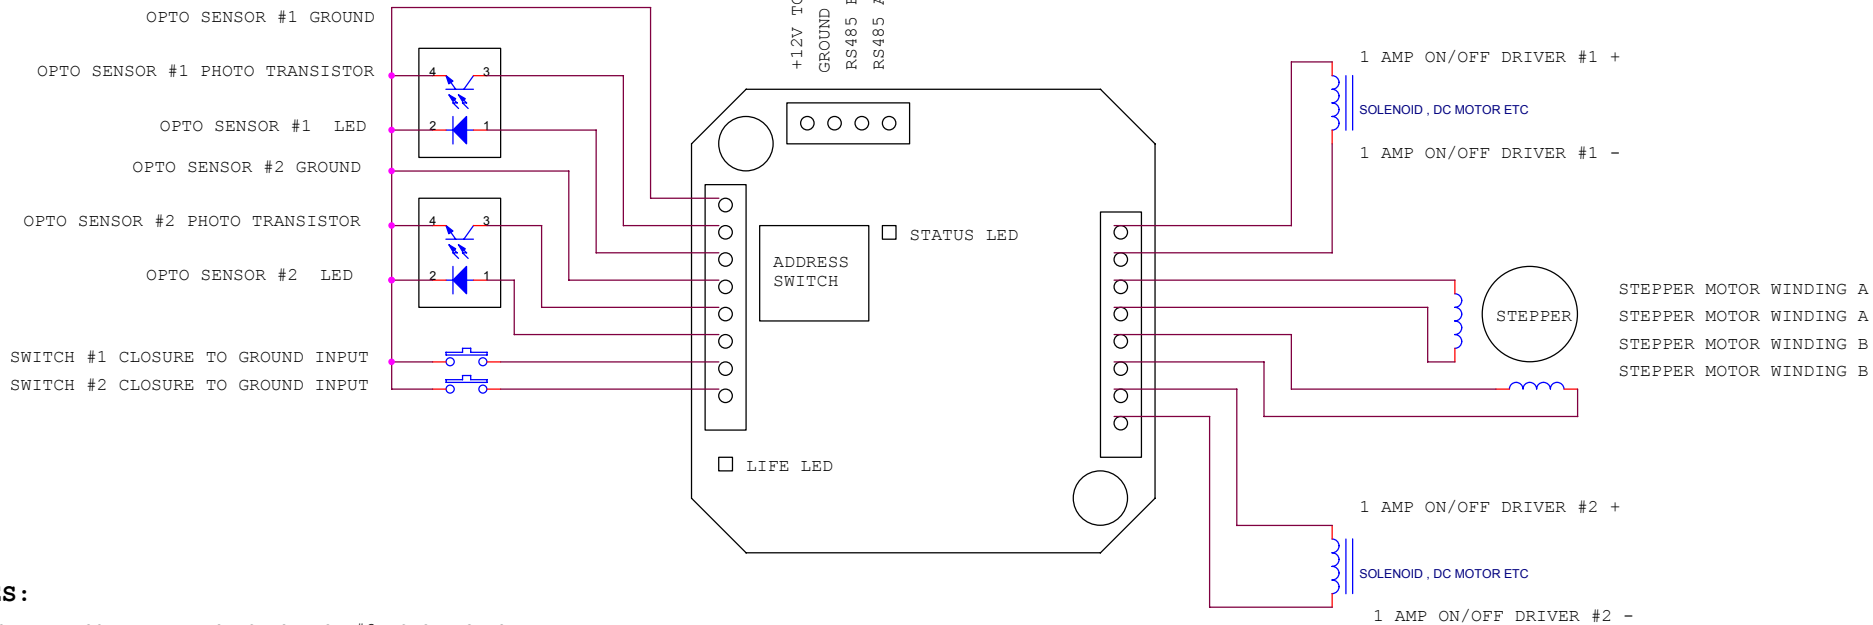 OPTO SENSOR #1 GROUND
OPTO SENSOR #1 PHOTO TRANSISTOR
OPTO SENSOR #1 LED
OPTO SENSOR #2 GROUND
OPTO SENSOR #2 PHOTO TRANSISTOR
OPTO SENSOR #2 LED
SWITCH #1 CLOSURE TO GROUND INPUT
SWITCH #2 CLOSURE TO GROUND INPUT
4 3
2 1
4 3
2 1
+12V TO
GROUND
RS485
RS485 A
ADDRESS
SWITCH
STATUS LED
LIFE LED
1 AMP ON/OFF DRIVER #1 +
SOLENOID , DC MOTOR ETC
1 AMP ON/OFF DRIVER #1 -
STEPPER
STEPPER MOTOR WINDING A
STEPPER MOTOR WINDING A
STEPPER MOTOR WINDING B
STEPPER MOTOR WINDING B
1 AMP ON/OFF DRIVER #2 +
SOLENOID , DC MOTOR ETC
1 AMP ON/OFF DRIVER #2 -